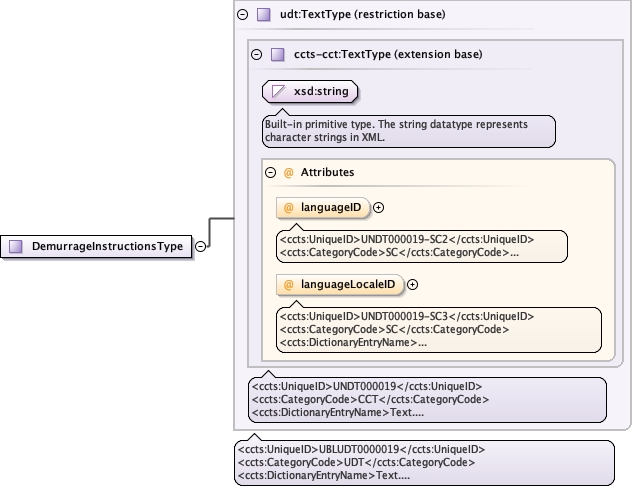 udt:TextType (restriction base)
ccts-cct:TextType (extension base)
xsd:string
Built-in primitive type. The string datatype represents
character strings in XML.
@ Attributes
@ languageID
<ccts:UniqueID>UNDT000019-SC2</ccts:UniqueID>
<ccts:CategoryCode>SC</ccts:CategoryCode>...
@ languageLocaleID
<ccts:UniqueID>UNDT000019-SC3</ccts:UniqueID>
<ccts:CategoryCode>SC</ccts:CategoryCode>
<ccts:DictionaryEntryName>...
DemurrageInstructionsType
<ccts:UniqueID>UNDT000019</ccts:UniqueID>
<ccts:CategoryCode>CCT</ccts:CategoryCode>
<ccts:DictionaryEntryName>Text....
<ccts:UniqueID>UBLUDT0000019</ccts:UniqueID>
<ccts:CategoryCode>UDT</ccts:CategoryCode>
<ccts:DictionaryEntryName>Text....